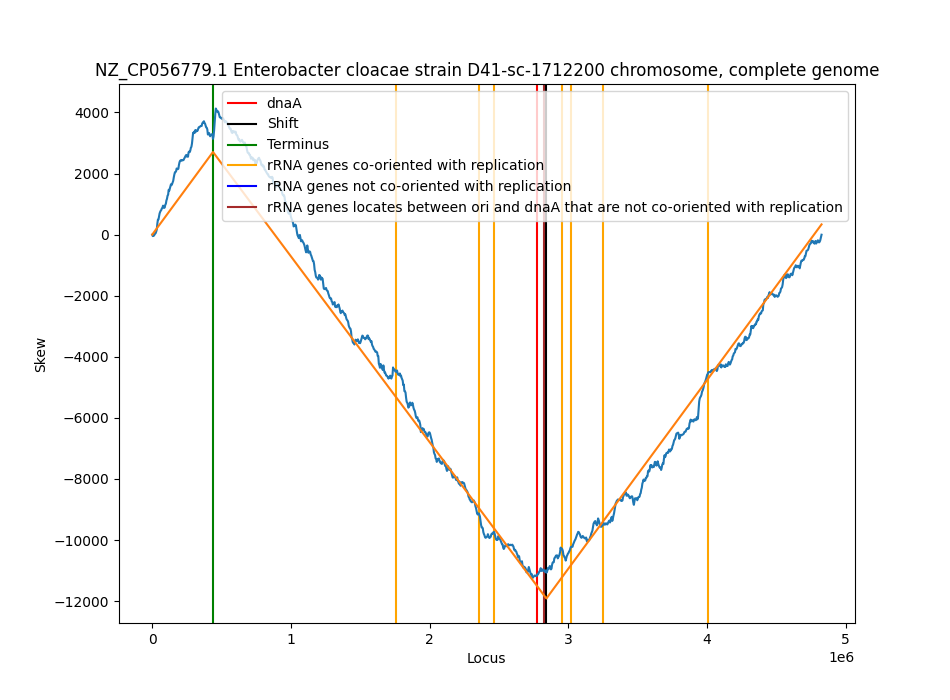 NZ_CP056779.1 Enterobacter cloacae strain D41-sc-1712200 chromosome, complete genome
dnaA
Shift
Terminus
rRNA genes co-oriented with replication
rRNA genes not co-oriented with replication
rRNA genes locates between ori and dnaA that are not co-oriented with replication
4000
2000
0
−2000
−4000
−6000
−8000
−10000
−12000
Skew
0 1 2 3 4 5
1e6
Locus